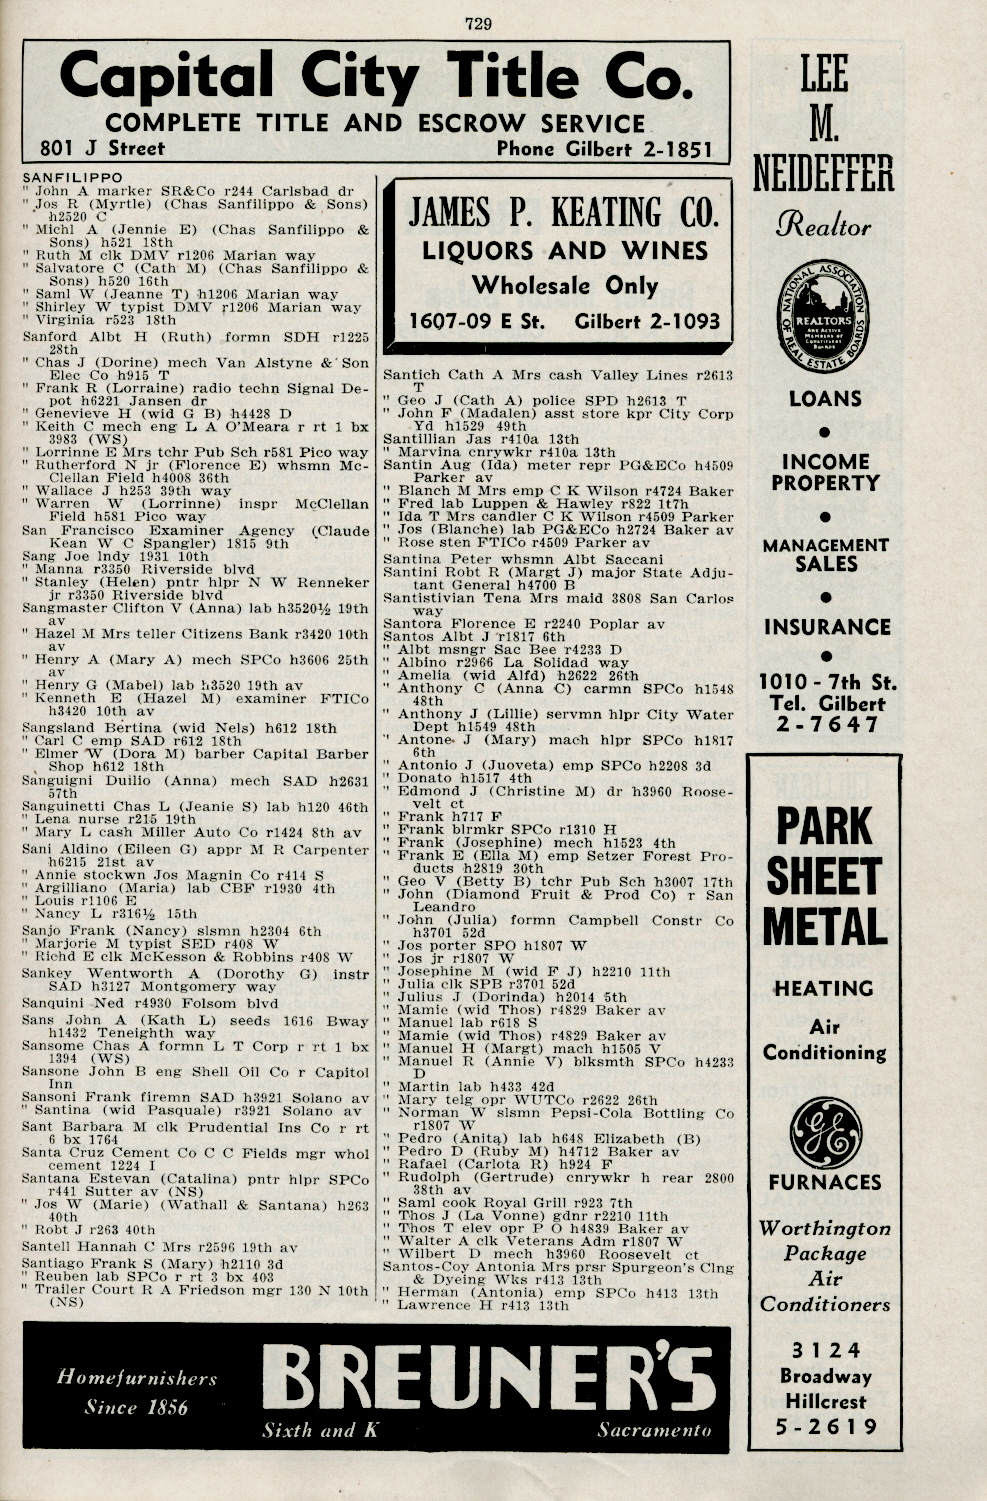 729
Capital City Title Co.
COMPLETE TITLE AND ESCROW SERVICE
801 J Street Phone Gilbert 2-1851
SANFILIPPO
" John A marker SR&Co r244 Carlsbad dr
" Jos R (Myrtle) (Chas Sanfilippo & Sons)
h2520 C
" Michl A (Jennie E) (Chas Sanfilippo &
Sons) h521 18th
" Ruth M clk DMV r1206 Marian way
" Salvatore C (Cath M) (Chas Sanfilippo &
Sons) h520 16th
" Saml W (Jeanne T) h1206 Marian way
" Shirley W typist DMV r1206 Marian way
" Virginia r523 18th
Sanford Albt H (Ruth) formn SDH r1225
28th
" Chas J (Dorine) mech Van Alstyne & Son
Elec Co h915 T
" Frank R (Lorraine) radio techn Signal De-
pot h6221 Jansen dr
" Genevieve H (wid G B) h4428 D
" Keith C mech eng L A O'Meara r rt 1 bx
3983 (WS)
" Lorrinne E Mrs tchr Pub Sch r581 Pico way
" Rutherford N jr (Florence E) whsmn Mc-
Clellan Field h4008 36th
" Wallace J h253 39th way
" Warren W (Lorrinne) inspr McClellan
Field h581 Pico way
San Francisco Examiner Agency (Claude
Kean W C Spangler) 1815 9th
Sang Joe lndy 1931 10th
" Manna r3350 Riverside blvd
" Stanley (Helen) pntr hlpr N W Renneker
jr r3350 Riverside blvd
Sangmaster Clifton V (Anna) lab h3520½ 19th
av
" Hazel M Mrs teller Citizens Bank r3420 10th
av
" Henry A (Mary A) mech SPCo h3606 25th
av
" Henry G (Mabel) lab h3520 19th av
" Kenneth E (Hazel M) examiner FTICo
h3420 10th av
Sangsland Bertina (wid Nels) h612 18th
" Carl C emp SAD r612 18th
" Elmer W (Dora M) barber Capital Barber
Shop h612 18th
Sanguigni Duilio (Anna) mech SAD h2631
57th
Sanguinetti Chas L (Jeanie S) lab h120 46th
" Lena nurse r215 19th
" Mary L cash Miller Auto Co r1424 8th av
Sani Aldino (Eileen G) appr M R Carpenter
h6215 21st av
" Annie stockwn Jos Magnin Co r414 S
" Argilliano (Maria) lab CBF r1930 4th
" Louis r1106 E
" Nancy L r316½ 15th
Sanjo Frank (Nancy) slsmn h2304 6th
" Marjorie M typist SED r408 W
" Richd E clk McKesson & Robbins r408 W
Sankey Wentworth A (Dorothy G) instr
SAD h3127 Montgomery way
Sanquini Ned r4930 Folsom blvd
Sans John A (Kath L) seeds 1616 Bway
h1432 Teneighth way
Sansome Chas A formn L T Corp r rt 1 bx
1394 (WS)
Sansone John B eng Shell Oil Co r Capitol
Inn
Sansoni Frank firemn SAD h3921 Solano av
" Santina (wid Pasquale) r3921 Solano av
Sant Barbara M clk Prudential Ins Co r rt
6 bx 1764
Santa Cruz Cement Co C C Fields mgr whol
cement 1224 I
Santana Estevan (Catalina) pntr hlpr SPCo
r441 Sutter av (NS)
" Jos W (Marie) (Wathall & Santana) h263
40th
" Robt J r263 40th
Santell Hannah C Mrs r2596 19th av
Santiago Frank S (Mary) h2110 3d
" Reuben lab SPCo r rt 3 bx 403
" Trailer Court R A Friedson mgr 130 N 10th
(NS)
JAMES P. KEATING CO.
LIQUORS AND WINES
Wholesale Only
1607-09 E St. Gilbert 2-1093
Santich Cath A Mrs cash Valley Lines r2613
T
" Geo J (Cath A) police SPD h2613 T
" John F (Madalen) asst store kpr City Corp
Yd h1529 49th
Santillian Jas r410a 13th
" Marvina cnrywkr r410a 13th
Santin Aug (Ida) meter repr PG&ECo h4509
Parker av
" Blanch M Mrs emp C K Wilson r4724 Baker
" Fred lab Luppen & Hawley r822 1t7h
" Ida T Mrs candler C K Wilson r4509 Parker
" Jos (Blanche) lab PG&ECo h2724 Baker av
" Rose sten FTICo r4509 Parker av
Santina Peter whsmn Albt Saccani
Santini Robt R (Margt J) major State Adju-
tant General h4700 B
Santistivian Tena Mrs maid 3808 San Carlos
way
Santora Florence E r2240 Poplar av
Santos Albt J r1817 6th
" Albt msngr Sac Bee r4233 D
" Albino r2966 La Solidad way
" Amelia (wid Alfd) h2622 26th
" Anthony C (Anna C) carmn SPCo h1548
48th
" Anthony J (Lillie) servmn hlpr City Water
Dept h1549 48th
" Antone J (Mary) mach hlpr SPCo h1817
6th
" Antonio J (Juoveta) emp SPCo h2208 3d
" Donato h1517 4th
" Edmond J (Christine M) dr h3960 Roose-
velt ct
" Frank h717 F
" Frank blrmkr SPCo r1310 H
" Frank (Josephine) mech h1523 4th
" Frank E (Ella M) emp Setzer Forest Pro-
ducts h2819 30th
" Geo V (Betty B) tchr Pub Sch h3007 17th
" John (Diamond Fruit & Prod Co) r San
Leandro
" John (Julia) formn Campbell Constr Co
h3701 52d
" Jos porter SPO h1807 W
" Jos jr r1807 W
" Josephine M (wid F J) h2210 11th
" Julia clk SPB r3701 52d
" Julius J (Dorinda) h2014 5th
" Mamie (wid Thos) r4829 Baker av
" Manuel lab r618 S
" Mamie (wid Thos) r4829 Baker av
" Manuel H (Margt) mach h1505 V
" Manuel R (Annie V) blksmth SPCo h4233
D
" Martin lab h433 42d
" Mary telg opr WUTCo r2622 26th
" Norman W slsmn Pepsi-Cola Bottling Co
r1807 W
" Pedro (Anita) lab h648 Elizabeth (B)
" Pedro D (Ruby M) h4712 Baker av
" Rafael (Carlota R) h924 F
" Rudolph (Gertrude) cnrywkr h rear 2800
38th av
" Saml cook Royal Grill r923 7th
" Thos J (La Vonne) gdnr r2210 11th
" Thos T elev opr P O h4839 Baker av
" Walter A clk Veterans Adm r1807 W
" Wilbert D mech h3960 Roosevelt ct
Santos-Coy Antonia Mrs prsr Spurgeon's Clng
& Dyeing Wks r413 13th
" Herman (Antonia) emp SPCo h413 13th
" Lawrence H r413 13th
LEE
M.
NEIDEFFER
Realtor
NATIONAL ASSOCIATION
OF REAL ESTATE BOARDS
REALTORS
ARE ACTIVE
MEMBERS OF
CONSTITUENT
BOARDS
LOANS
•
INCOME
PROPERTY
•
MANAGEMENT
SALES
•
INSURANCE
•
1010 - 7th St.
Tel. Gilbert
2-7647
PARK
SHEET
METAL
HEATING
Air
Conditioning
GE
FURNACES
Worthington
Package
Air
Conditioners
3124
Broadway
Hillcrest
5-2619
Homefurnishers
Since 1856
BREUNER'S
Sixth and K Sacramento